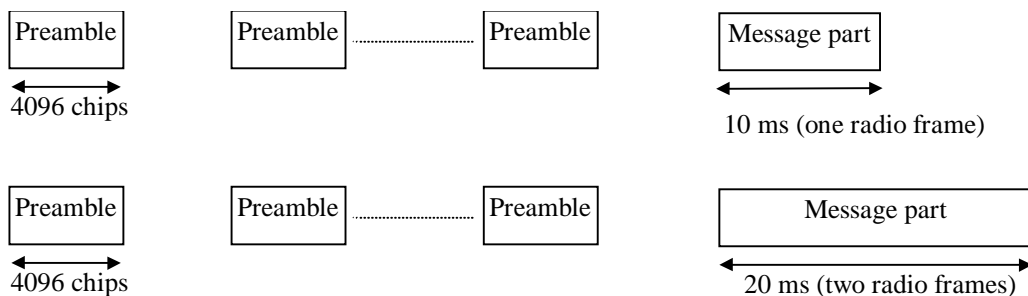 Preamble Preamble Preamble Message part
4096 chips
10 ms (one radio frame)
Preamble Preamble Preamble Message part
4096 chips
20 ms (two radio frames)